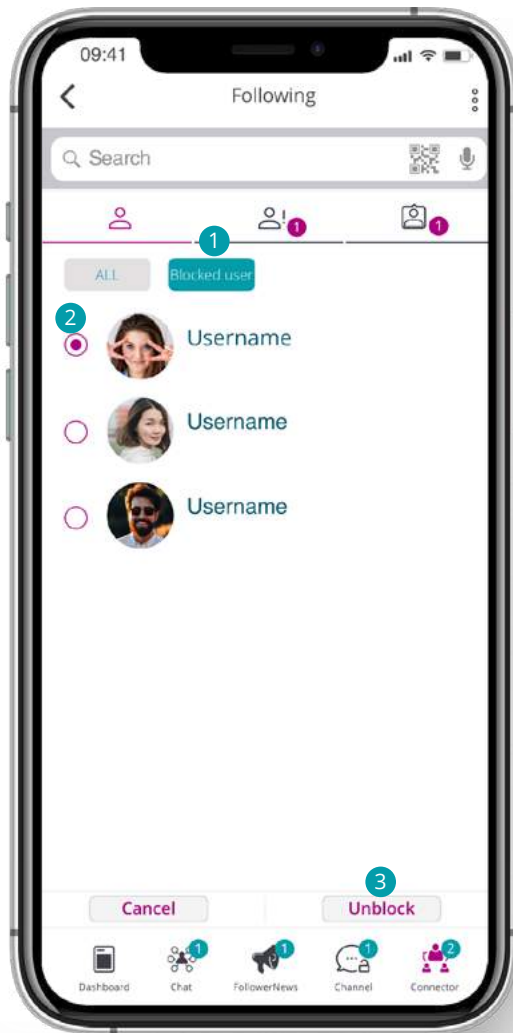 09:41
Following
Search
1
1
1
ALL
Blocked user
2
Username
Username
Username
3
Cancel
Unblock
1
1
1
2
Dashboard
Chat
FollowerNews
Channel
Connector